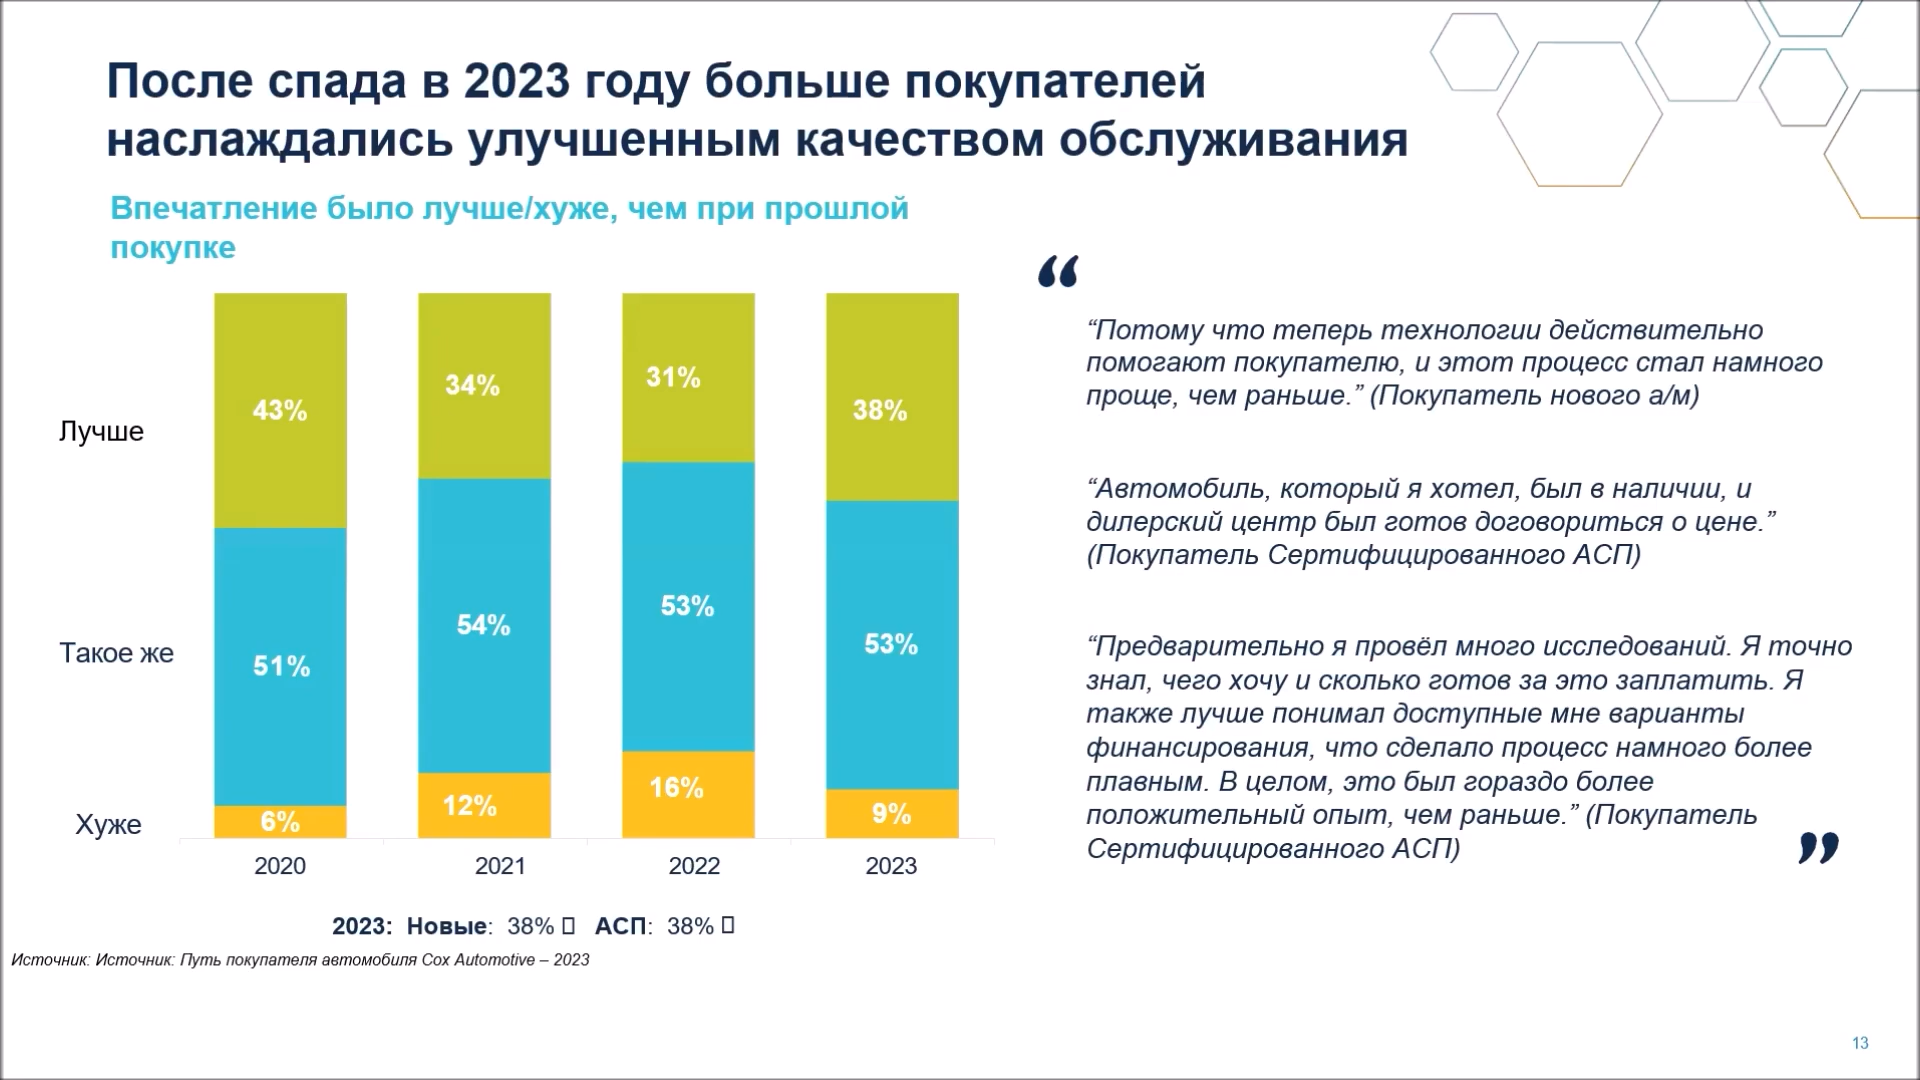 После спада в 2023 году больше покупателей
наслаждались улучшенным качеством обслуживания
Впечатление было лучше/хуже, чем при прошлой
покупке
Лучше
Такое же
Хуже
43%
34%
31%
38%
51%
54%
53%
53%
6%
12%
16%
9%
2020
2021
2022
2023
2023: Новые: 38% АСП: 38%
Источник: Источник: Путь покупателя автомобиля Cox Automotive – 2023
“
“Потому что теперь технологии действительно
помогают покупателю, и этот процесс стал намного
проще, чем раньше.” (Покупатель нового а/м)
“Автомобиль, который я хотел, был в наличии, и
дилерский центр был готов договориться о цене.”
(Покупатель Сертифицированного АСП)
“Предварительно я провёл много исследований. Я точно
знал, чего хочу и сколько готов за это заплатить. Я
также лучше понимал доступные мне варианты
финансирования, что сделало процесс намного более
плавным. В целом, это был гораздо более
положительный опыт, чем раньше.” (Покупатель
Сертифицированного АСП)
”
13